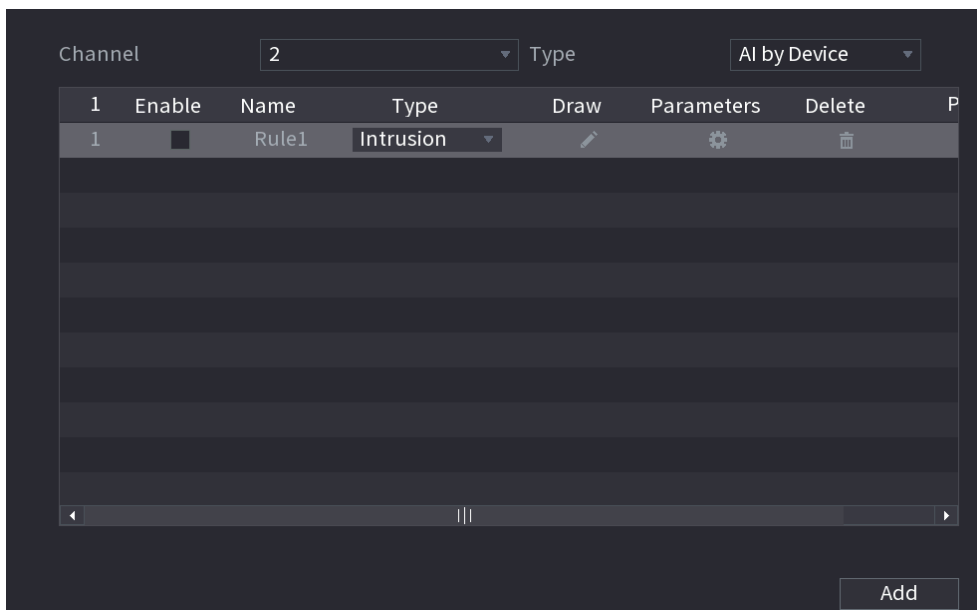 Channel 2 Type AI by Device
1 Enable Name Type Draw Parameters Delete P
1 Rule1 Intrusion
Add